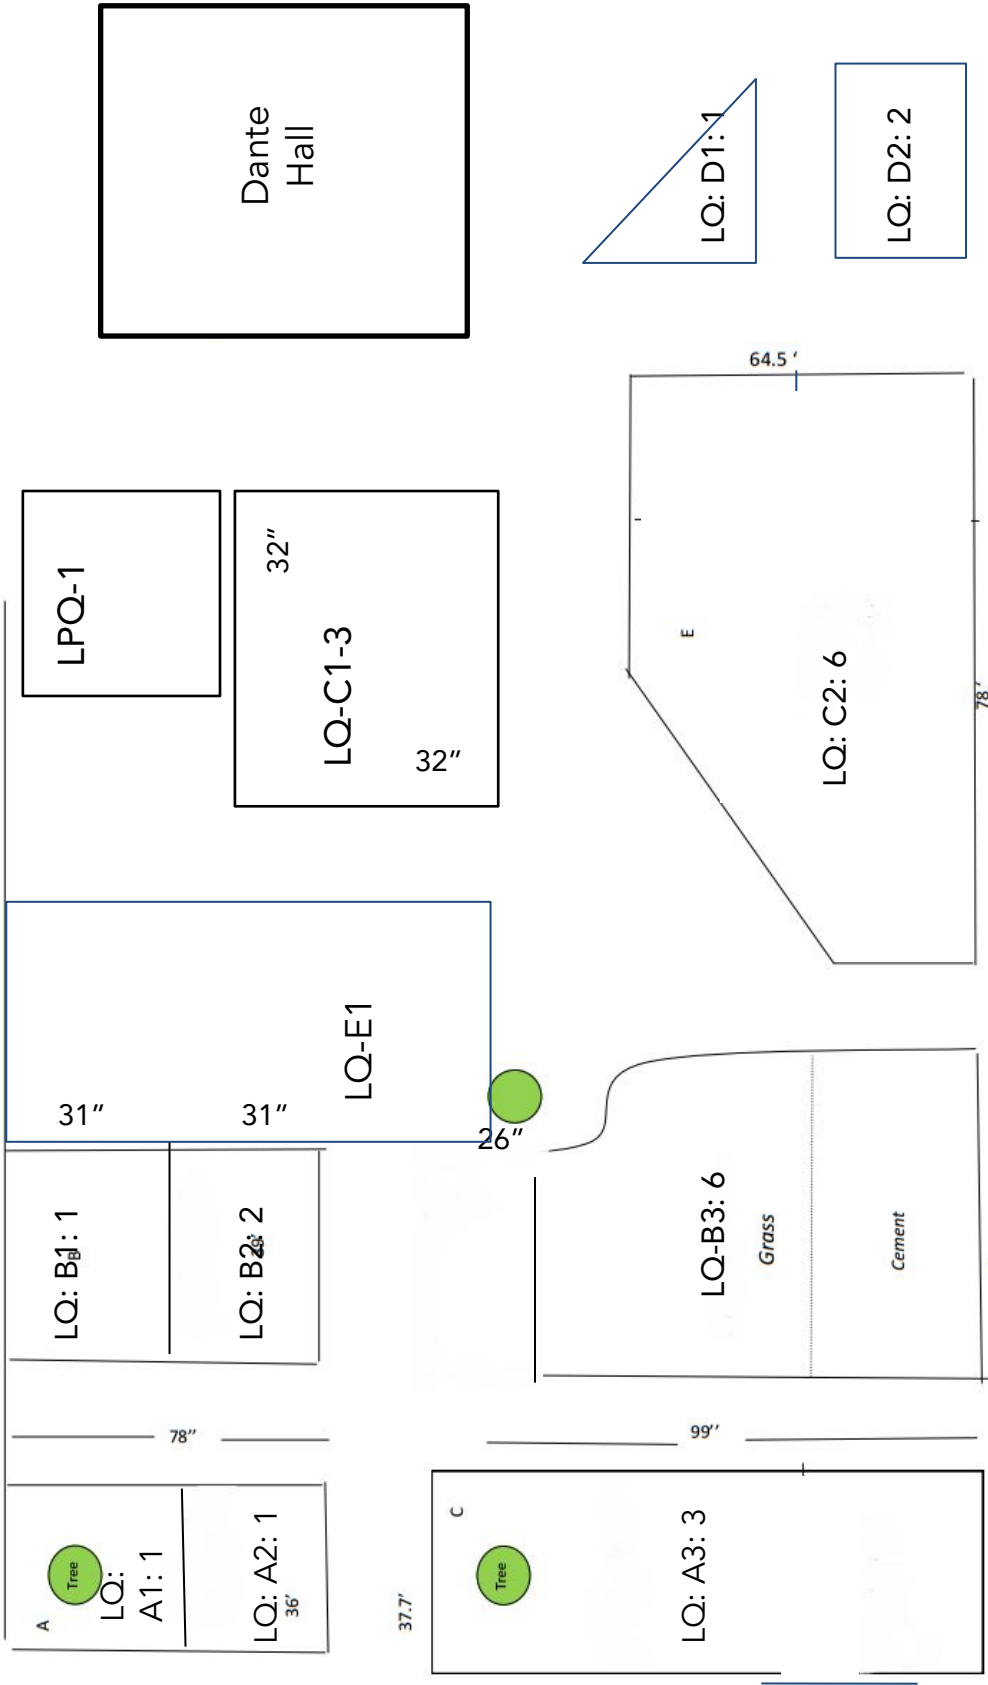 Dante
Hall
LQ: D1: 1
LQ: D2: 2
64.5 ‘
LPQ-1
32”
LQ-C1-3
32”
E
LQ: C2: 6
78 ‘
LQ-E1
31”
31”
26”
LQ: B1: 1
B
LQ: B2: 2
LQ-B3: 6
Grass
Cement
78”
99’’
Tree
LQ:
A1: 1
A
LQ: A2: 1
36’
37.7’
C
Tree
LQ: A3: 3